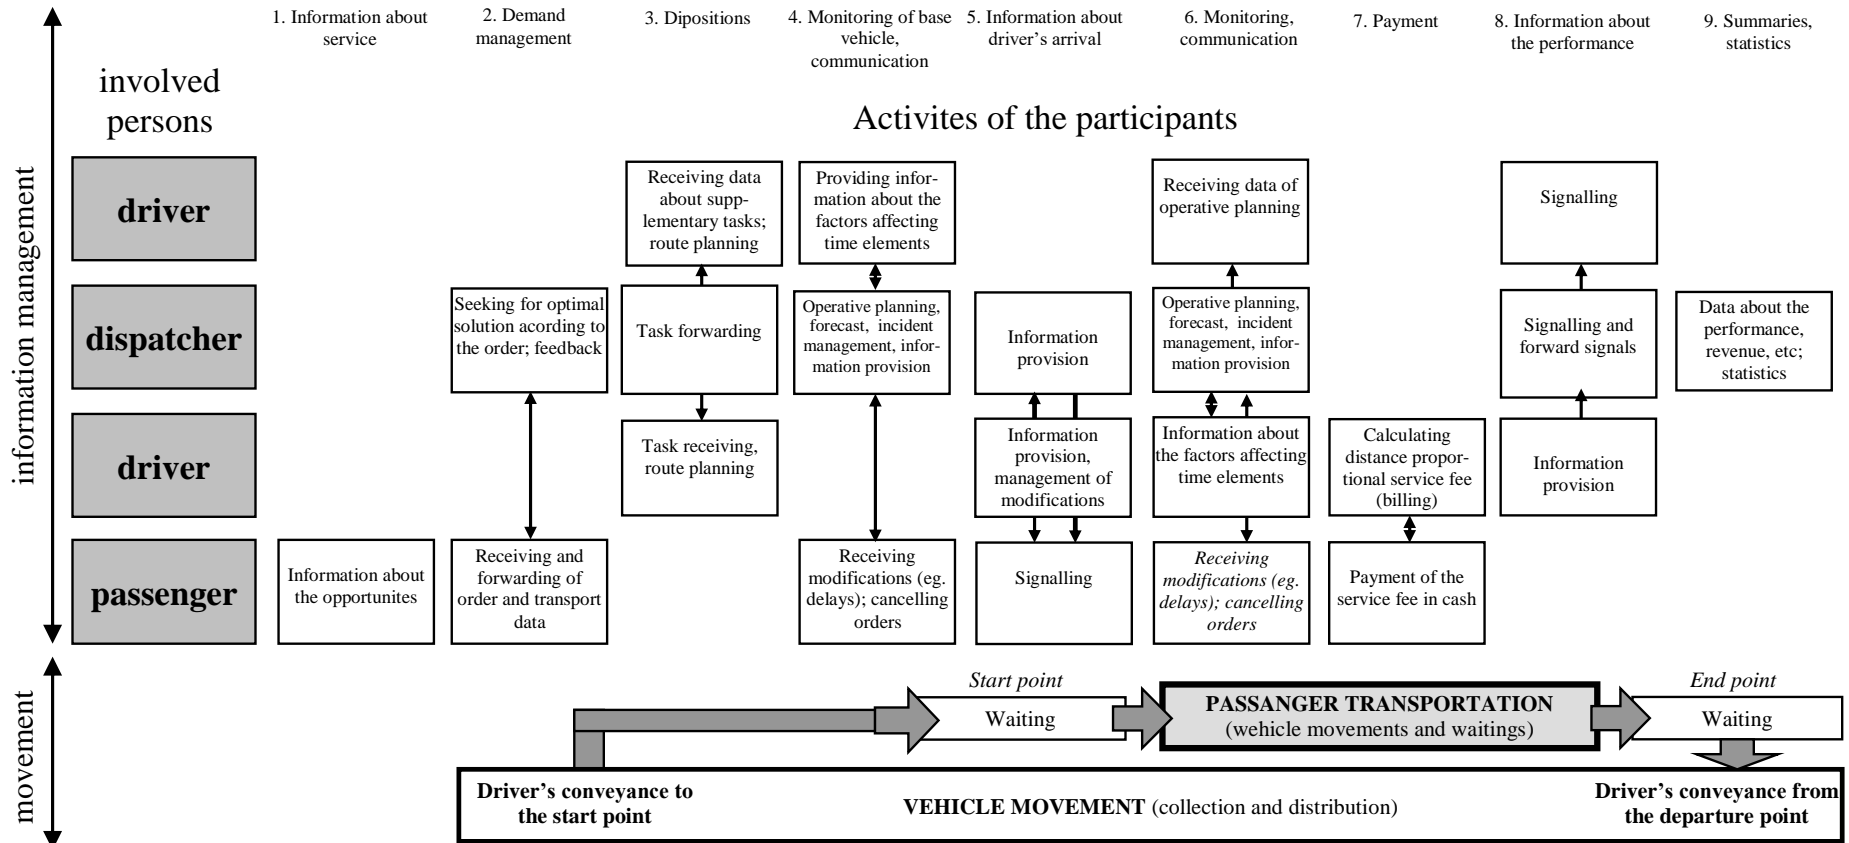 1. Information about
service
2. Demand
management
3. Dipositions
4. Monitoring of base
vehicle,
communication
5. Information about
driver’s arrival
6. Monitoring,
communication
7. Payment
8. Information about
the performance
9. Summaries,
statistics
involved
persons
Activites of the participants
information management
driver
Receiving data
about supp-
lementary tasks;
route planning
Providing infor-
mation about the
factors affecting
time elements
Receiving data of
operative planning
Signalling
dispatcher
Seeking for optimal
solution acording to
the order; feedback
Task forwarding
Operative planning,
forecast, incident
management, infor-
mation provision
Information
provision
Operative planning,
forecast, incident
management, infor-
mation provision
Signalling and
forward signals
Data about the
performance,
revenue, etc;
statistics
driver
Task receiving,
route planning
Information
provision,
management of
modifications
Information about
the factors affecting
time elements
Calculating
distance propor-
tional service fee
(billing)
Information
provision
passenger
Information about
the opportunites
Receiving and
forwarding of
order and transport
data
Receiving
modifications (eg.
delays); cancelling
orders
Signalling
Receiving
modifications (eg.
delays); cancelling
orders
Payment of the
service fee in cash
movement
Start point
Waiting
PASSANGER TRANSPORTATION
(wehicle movements and waitings)
End point
Waiting
Driver’s conveyance to
the start point
VEHICLE MOVEMENT (collection and distribution)
Driver’s conveyance from
the departure point